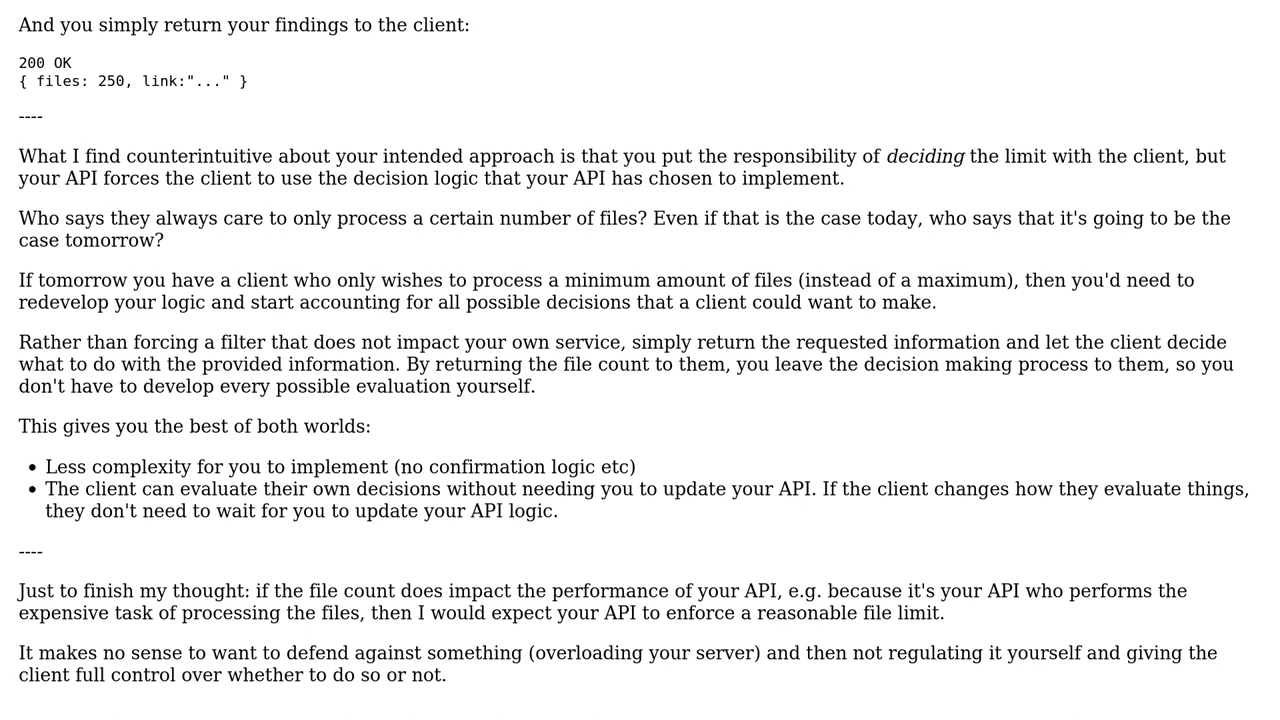 And you simply return your findings to the client:
200 OK
{ files: 250, link:"..." }
----
What I find counterintuitive about your intended approach is that you put the responsibility of deciding the limit with the client, but
your API forces the client to use the decision logic that your API has chosen to implement.
Who says they always care to only process a certain number of files? Even if that is the case today, who says that it's going to be the
case tomorrow?
If tomorrow you have a client who only wishes to process a minimum amount of files (instead of a maximum), then you'd need to
redevelop your logic and start accounting for all possible decisions that a client could want to make.
Rather than forcing a filter that does not impact your own service, simply return the requested information and let the client decide
what to do with the provided information. By returning the file count to them, you leave the decision making process to them, so you
don't have to develop every possible evaluation yourself.
This gives you the best of both worlds:
• Less complexity for you to implement (no confirmation logic etc)
• The client can evaluate their own decisions without needing you to update your API. If the client changes how they evaluate things,
they don't need to wait for you to update your API logic.
----
Just to finish my thought: if the file count does impact the performance of your API, e.g. because it's your API who performs the
expensive task of processing the files, then I would expect your API to enforce a reasonable file limit.
It makes no sense to want to defend against something (overloading your server) and then not regulating it yourself and giving the
client full control over whether to do so or not.